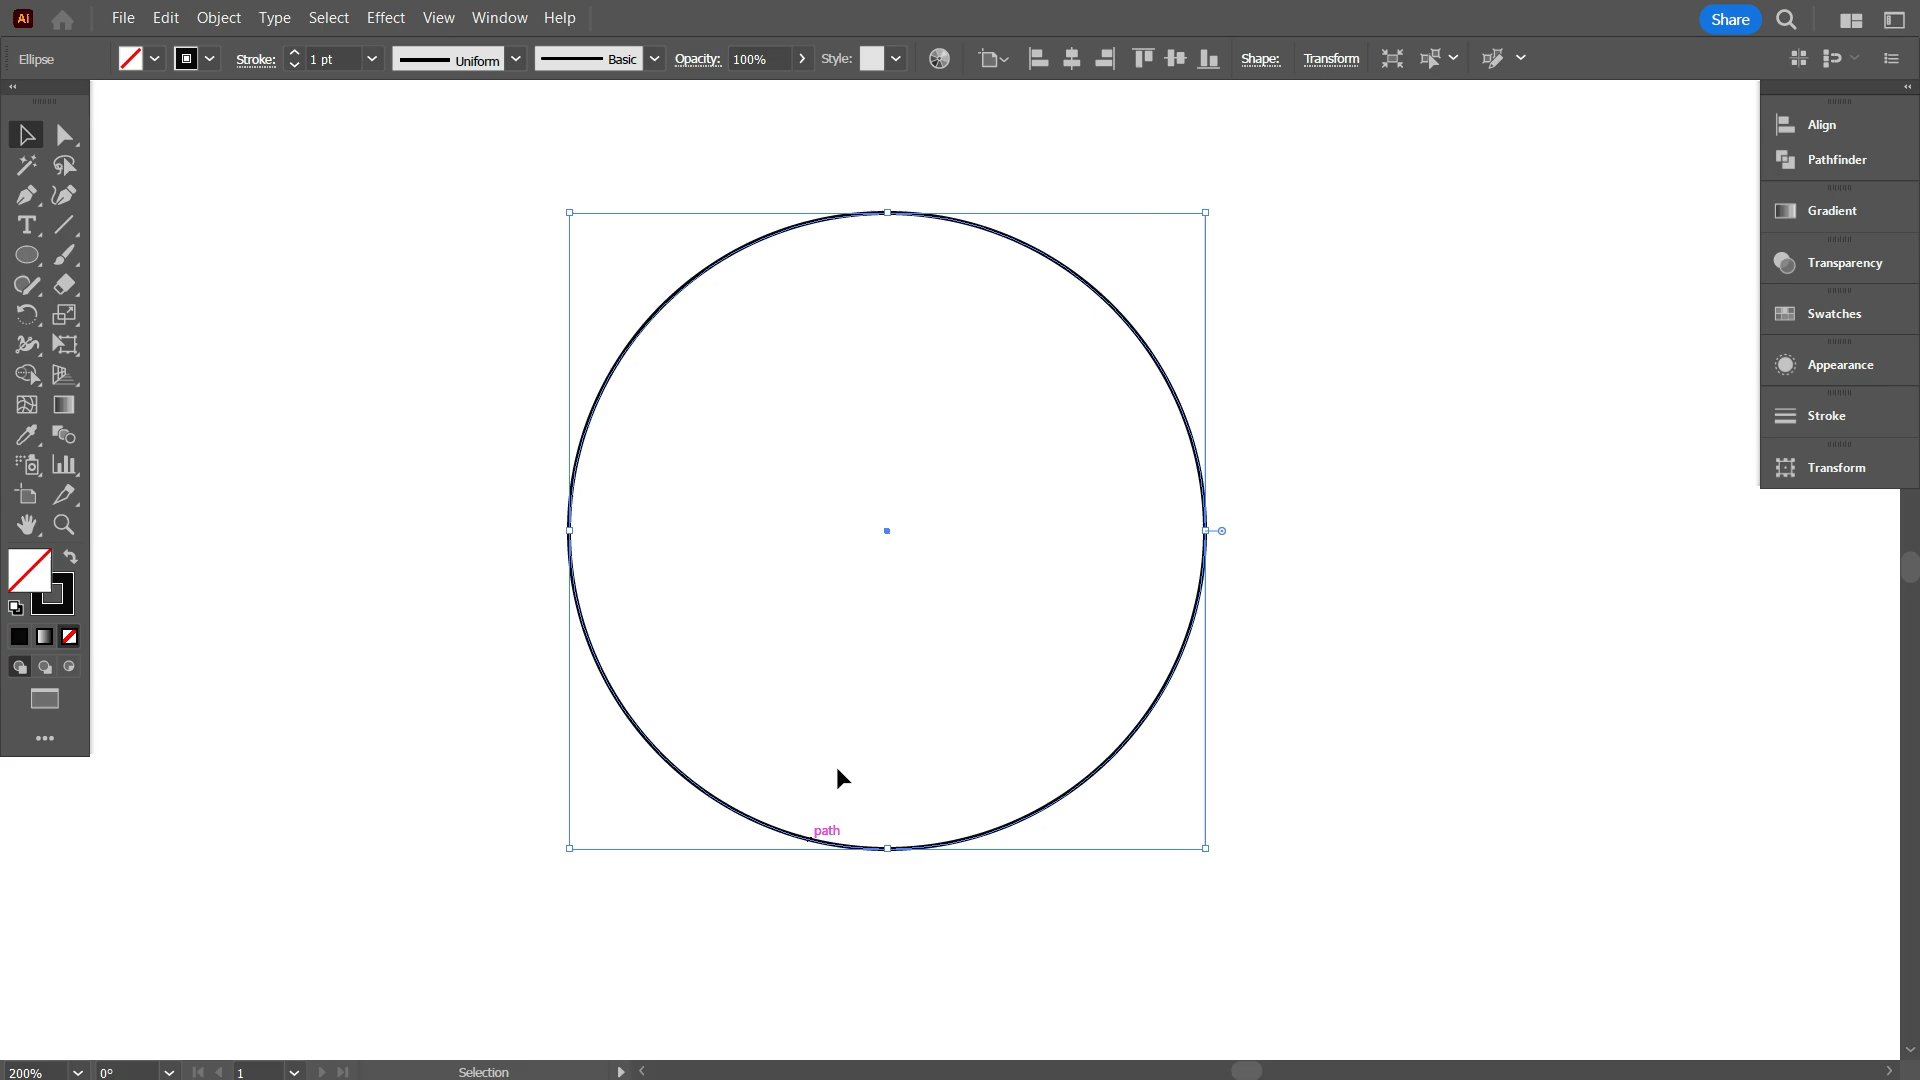 Ai File Edit Object Type Select Effect View Window Help Share
Ellipse Stroke: 1 pt Uniform Basic Opacity: 100% Style: Shape: Transform
Align
Pathfinder
Gradient
Transparency
Swatches
Appearance
Stroke
Transform
path
200% 0° 1 Selection